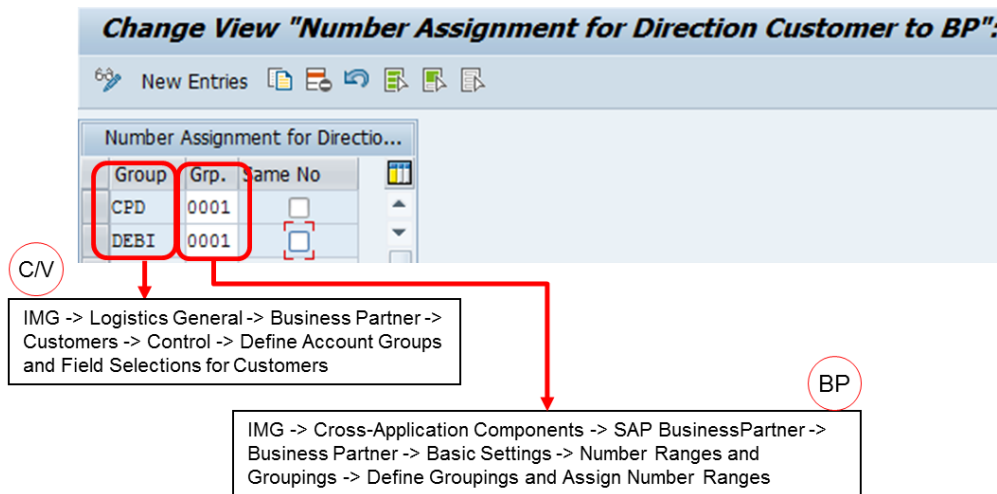 Change View "Number Assignment for Direction Customer to BP":
New Entries
Number Assignment for Directio...
Group Grp. Same No
CPD 0001
DEBI 0001
C/V
IMG -> Logistics General -> Business Partner ->
Customers -> Control -> Define Account Groups
and Field Selections for Customers
BP
IMG -> Cross-Application Components -> SAP BusinessPartner ->
Business Partner -> Basic Settings -> Number Ranges and
Groupings -> Define Groupings and Assign Number Ranges